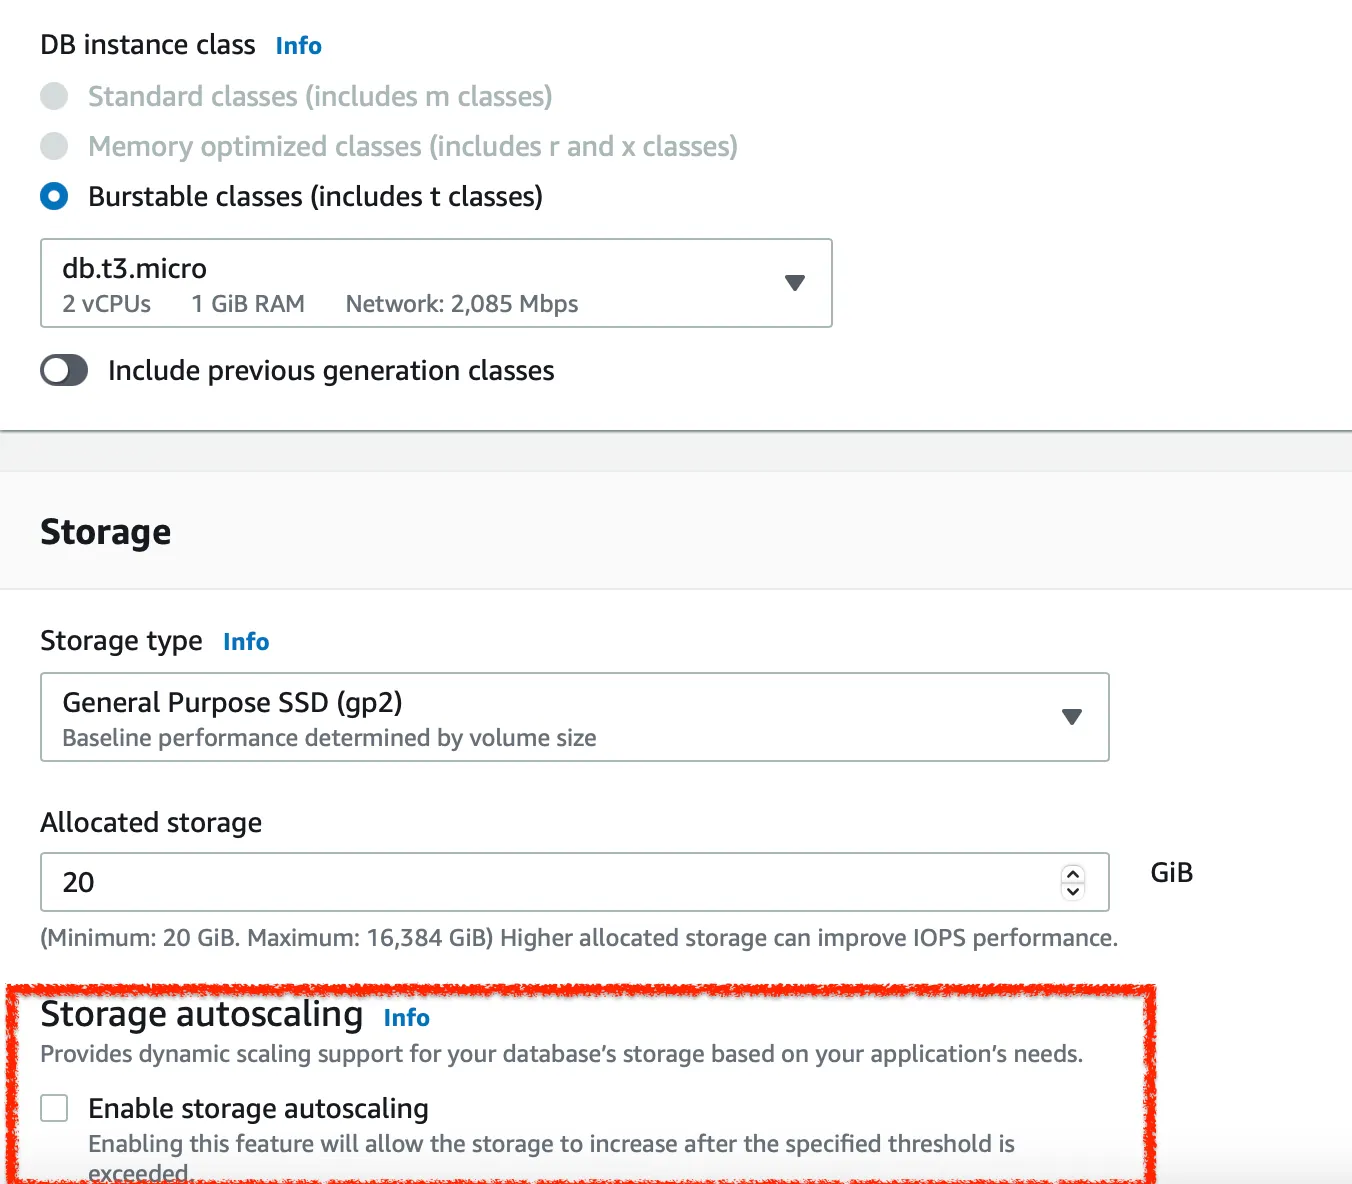 DB instance class Info
Standard classes (includes m classes)
Memory optimized classes (includes r and x classes)
Burstable classes (includes t classes)
db.t3.micro
2 vCPUs 1 GiB RAM Network: 2,085 Mbps
Include previous generation classes
Storage
Storage type Info
General Purpose SSD (gp2)
Baseline performance determined by volume size
Allocated storage
20
GiB
(Minimum: 20 GiB. Maximum: 16,384 GiB) Higher allocated storage can improve IOPS performance.
Storage autoscaling Info
Provides dynamic scaling support for your database’s storage based on your application’s needs.
Enable storage autoscaling
Enabling this feature will allow the storage to increase after the specified threshold is
exceeded.